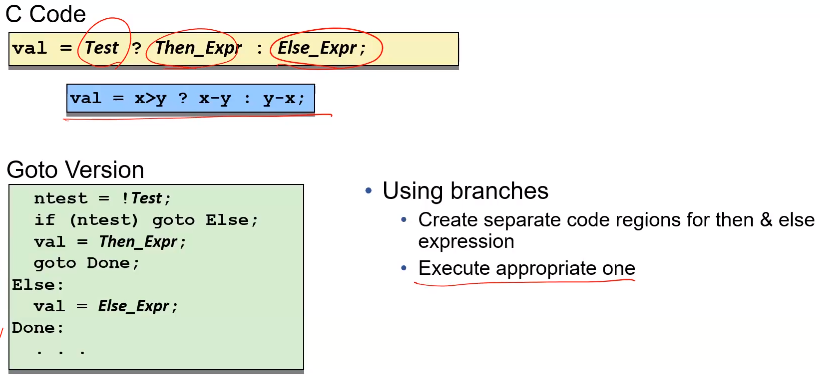 C Code
val = Test ? Then_Expr : Else_Expr;
val = x>y ? x-y : y-x;
Goto Version
ntest = !Test;
if (ntest) goto Else;
val = Then_Expr;
goto Done;
Else:
val = Else_Expr;
Done:
. . .
• Using branches
• Create separate code regions for then & else
expression
• Execute appropriate one